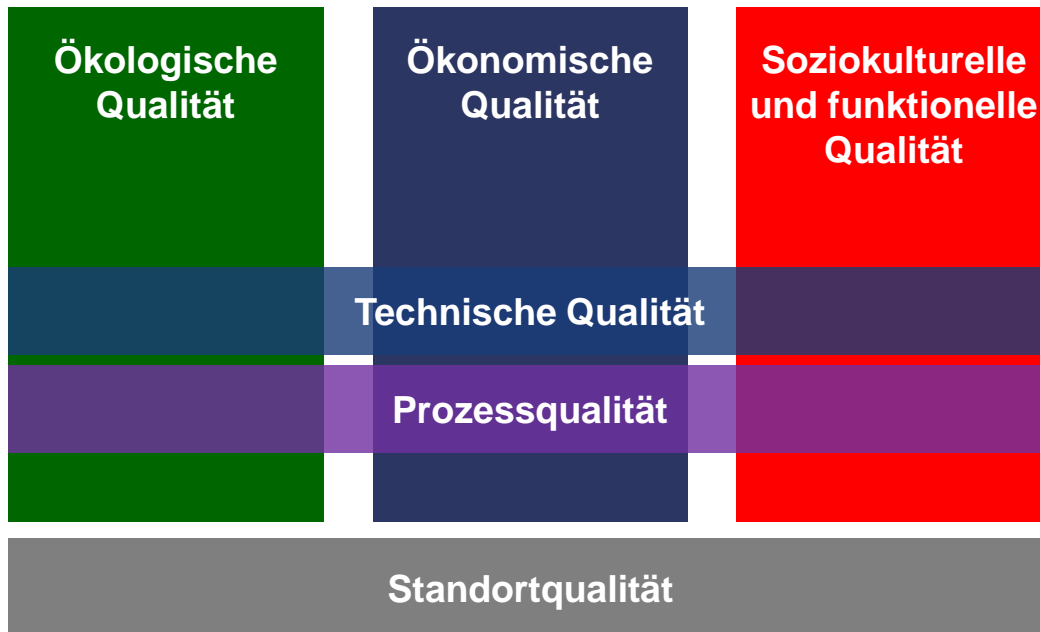 Ökologische
Qualität
Ökonomische
Qualität
Soziokulturelle
und funktionelle
Qualität
Technische Qualität
Prozessqualität
Standortqualität